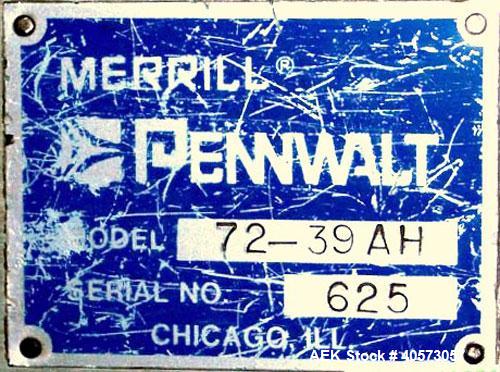 MERRILL®
PENNWALT
MODEL 72-39 AH
SERIAL NO. 625
CHICAGO, ILL.
AEK Stock # 4057305